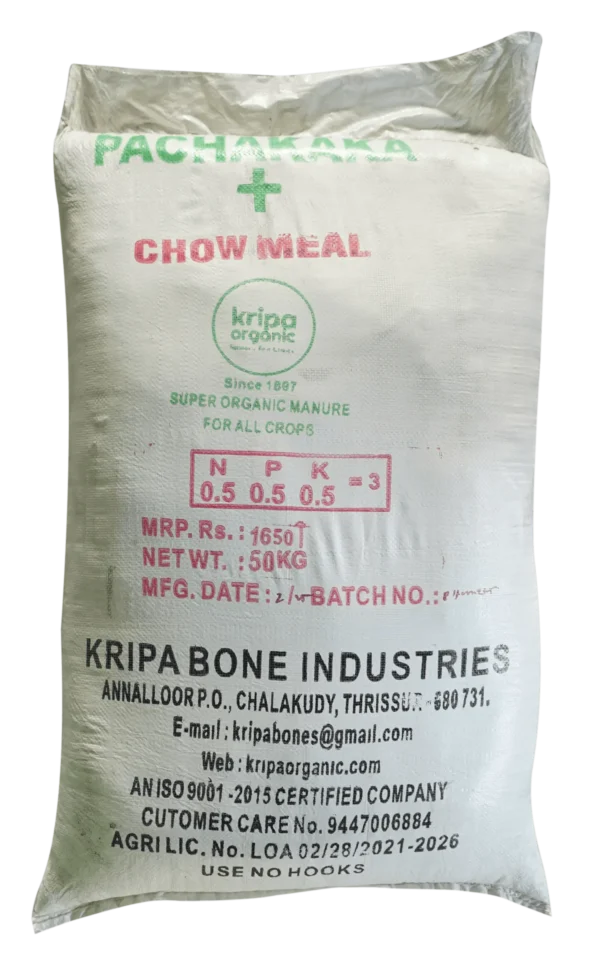 PACHAKAKA
+
CHOW MEAL
kripa
organic
Since 1897
SUPER ORGANIC MANURE
FOR ALL CROPS
N P K = 3
0.5 0.5 0.5
MRP. Rs. : 1650
NET WT. : 50KG
MFG. DATE : 2/ BATCH NO. :
KRIPA BONE INDUSTRIES
ANNALLOOR P.O., CHALAKUDY, THRISSUR - 680 731.
E-mail : kripabones@gmail.com
Web : kripaorganic.com
AN ISO 9001 -2015 CERTIFIED COMPANY
CUTOMER CARE No. 9447006884
AGRI LIC. No. LOA 02/28/2021-2026
USE NO HOOKS